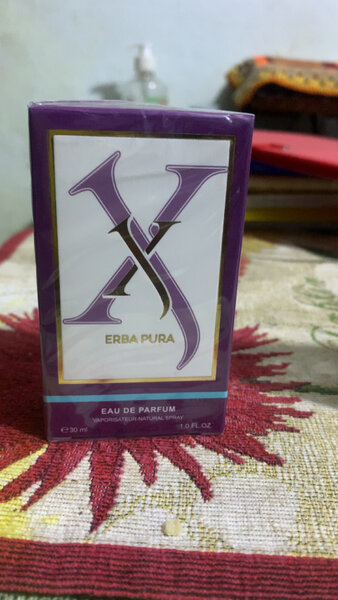 X
ERBA PURA
EAU DE PARFUM
VAPORISATEUR-NATURAL SPRAY
℮30 ml 1.0 FL.OZ